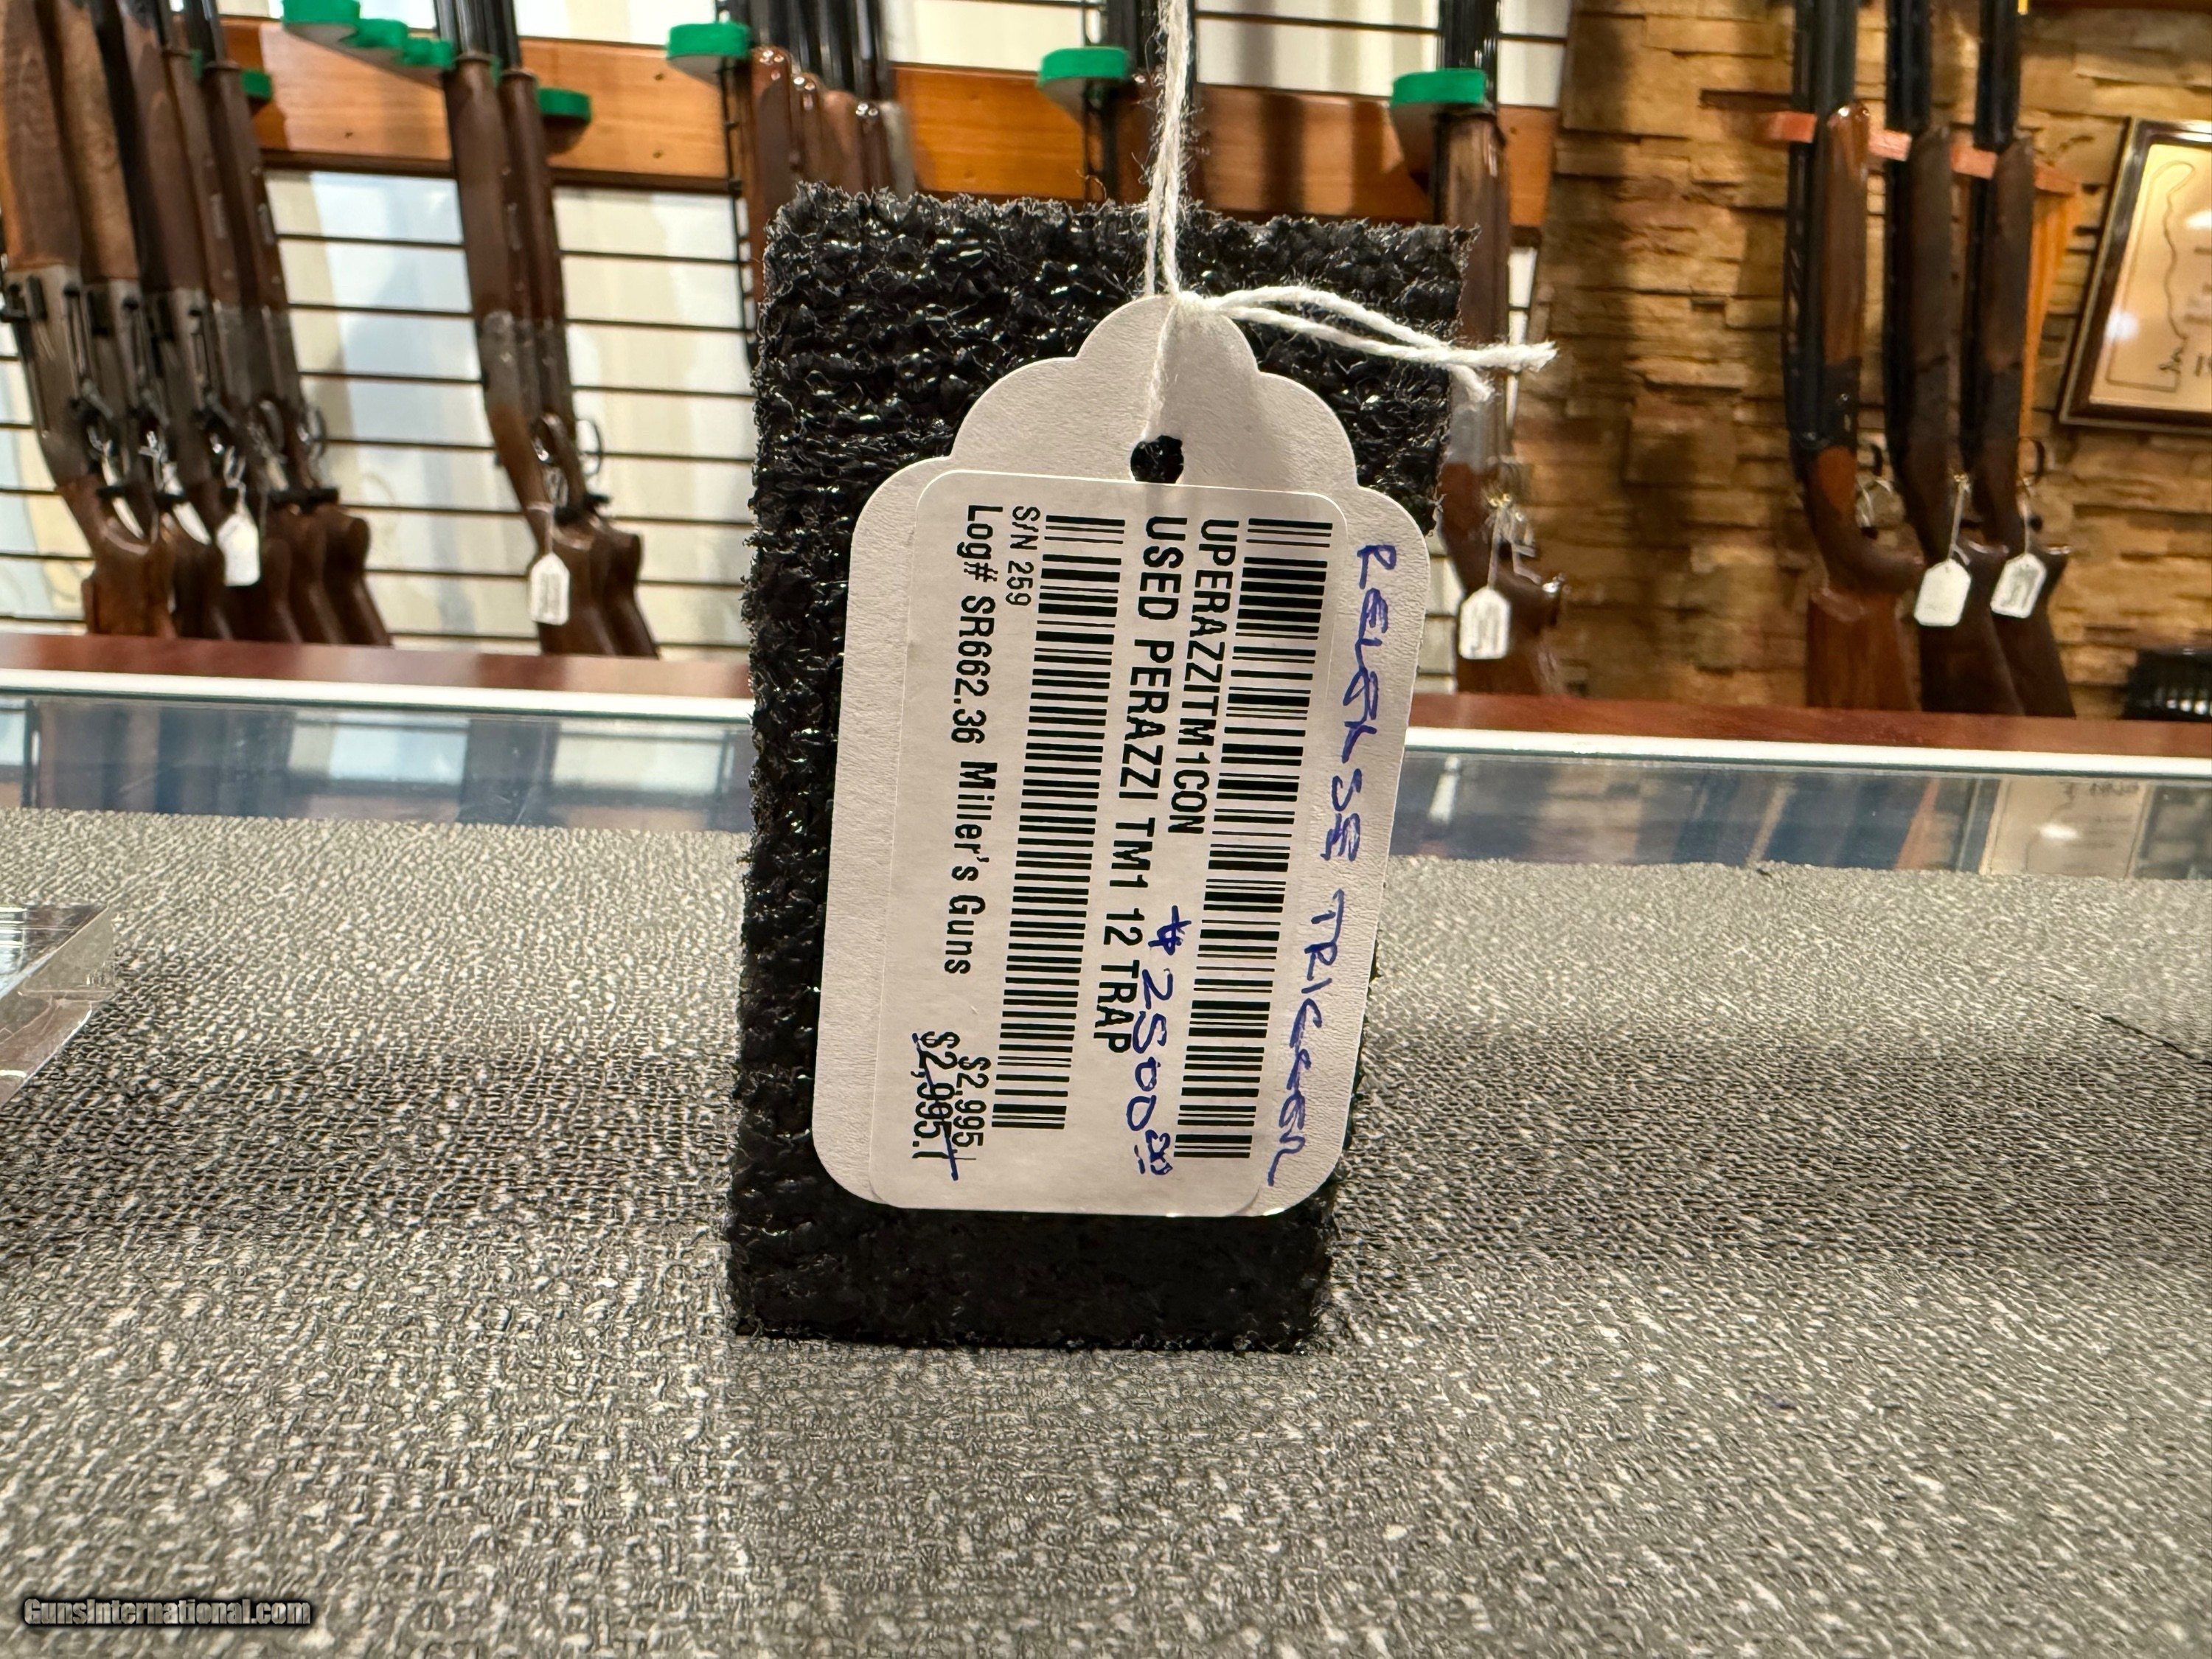 RELEASE TRIGGER
UPERAZZITM1CON
USED PERAZZI TM1 12 TRAP
$2500.00
S/N 259
Log# SR662.36 Miller's Guns
$2,995
$2,995.
GunsInternational.com